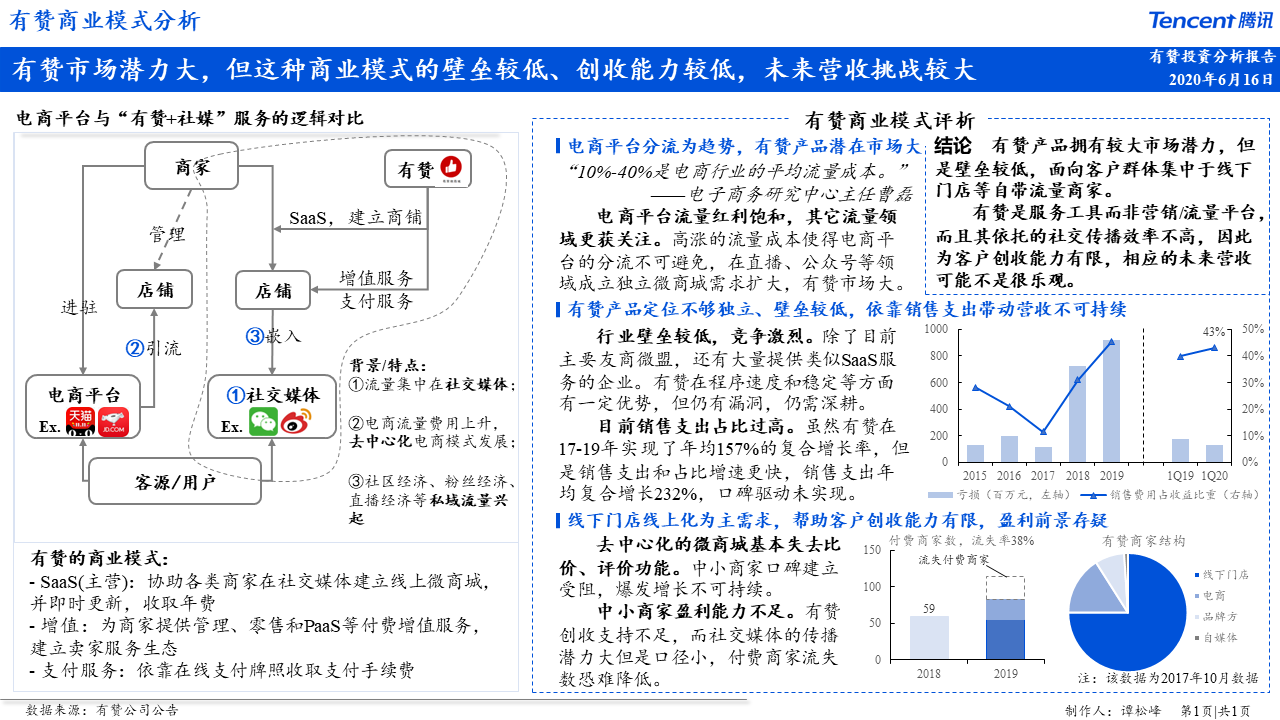 有赞商业模式分析
Tencent 腾讯
有赞市场潜力大，但这种商业模式的壁垒较低、创收能力较低，未来营收挑战较大
有赞投资分析报告
2020年6月16日
电商平台与“有赞+社媒”服务的逻辑对比
商家
有赞
SaaS，建立商铺
管理
增值服务
支付服务
店铺
店铺
进驻
②引流
③嵌入
电商平台
Ex.
天猫
JD.COM
①社交媒体
Ex.
客源/用户
背景/特点：
①流量集中在社交媒体；
②电商流量费用上升，
去中心化电商模式发展；
③社区经济、粉丝经济、
直播经济等私域流量兴
起
有赞的商业模式：
- SaaS(主营)：协助各类商家在社交媒体建立线上微商城，
并即时更新，收取年费
- 增值：为商家提供管理、零售和PaaS等付费增值服务，
建立卖家服务生态
- 支付服务：依靠在线支付牌照收取支付手续费
有赞商业模式评析
电商平台分流为趋势，有赞产品潜在市场大
“10%-40%是电商行业的平均流量成本。”
——电子商务研究中心主任曹磊
电商平台流量红利饱和，其它流量领
域更获关注。高涨的流量成本使得电商平
台的分流不可避免，在直播、公众号等领
域成立独立微商城需求扩大，有赞市场大。
结论 有赞产品拥有较大市场潜力，但
是壁垒较低，面向客户群体集中于线下
门店等自带流量商家。
有赞是服务工具而非营销/流量平台，
而且其依托的社交传播效率不高，因此
为客户创收能力有限，相应的未来营收
可能不是很乐观。
有赞产品定位不够独立、壁垒较低，依靠销售支出带动营收不可持续
行业壁垒较低，竞争激烈。除了目前
主要友商微盟，还有大量提供类似SaaS服
务的企业。有赞在程序速度和稳定等方面
有一定优势，但仍有漏洞，仍需深耕。
目前销售支出占比过高。虽然有赞在
17-19年实现了年均157%的复合增长率，但
是销售支出和占比增速更快，销售支出年
均复合增长232%，口碑驱动未实现。
1000
800
600
400
200
0
50%
40%
30%
20%
10%
0%
43%
2015 2016 2017 2018 2019 1Q19 1Q20
亏损（百万元，左轴） 销售费用占收益比重（右轴）
线下门店线上化为主需求，帮助客户创收能力有限，盈利前景存疑
去中心化的微商城基本失去比
价、评价功能。中小商家口碑建立
受阻，爆发增长不可持续。
中小商家盈利能力不足。有赞
创收支持不足，而社交媒体的传播
潜力大但是口径小，付费商家流失
数恐难降低。
付费商家数，流失率38%
流失付费商家
150
100
50
0
59
2018 2019
有赞商家结构
线下门店
电商
品牌方
自媒体
注：该数据为2017年10月数据
数据来源：有赞公司公告
制作人：谭松峰 第1页|共1页